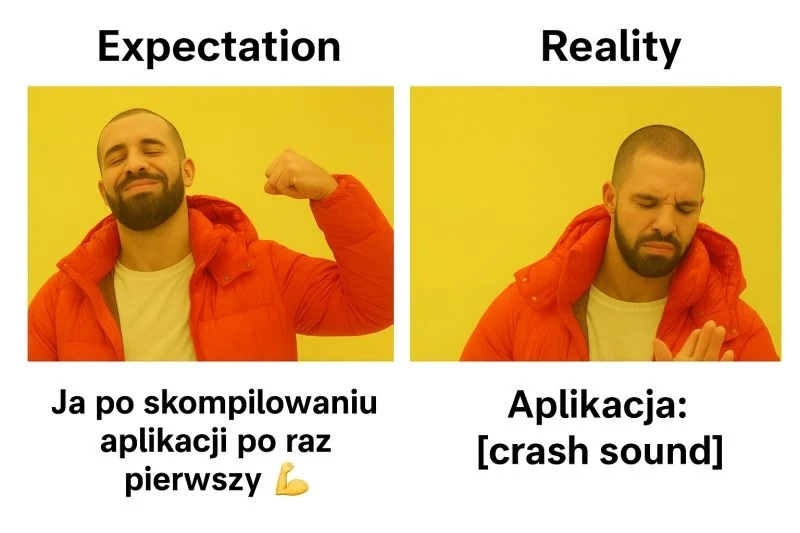 Expectation
Reality
Ja po skompilowaniu
aplikacji po raz
pierwszy 💪
Aplikacja:
[crash sound]